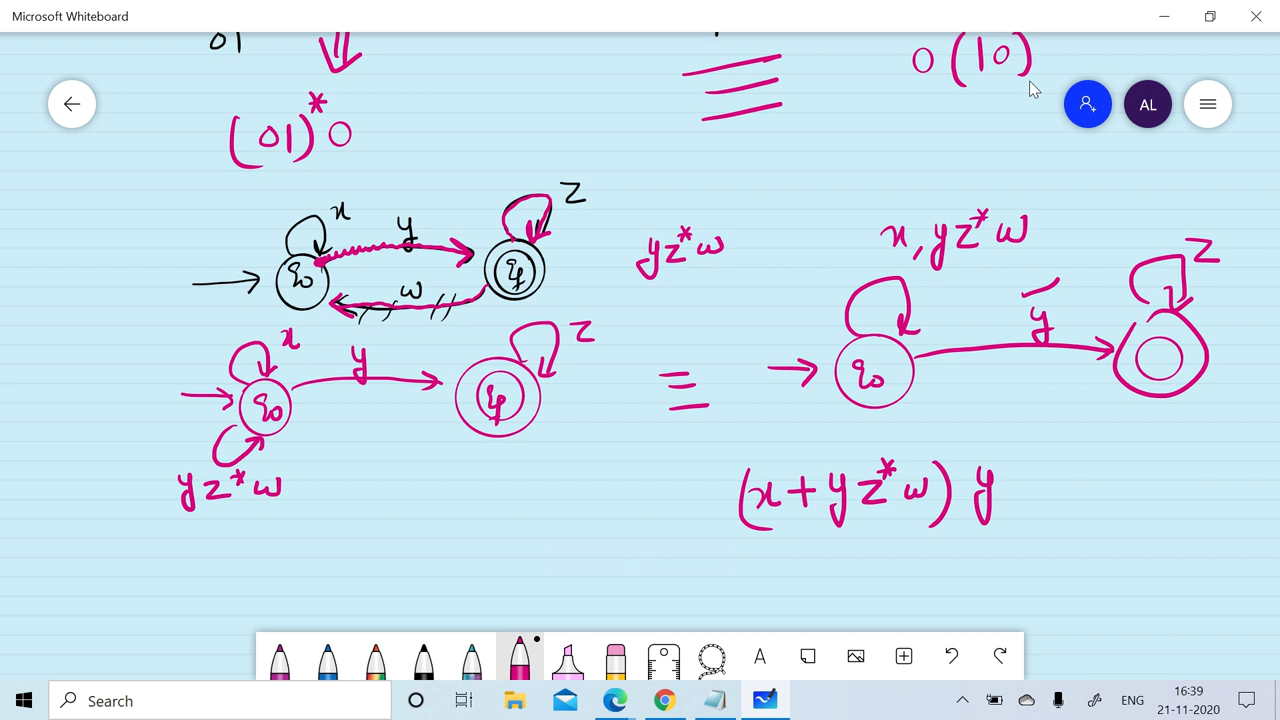 Microsoft Whiteboard
01
0 (10)
AL
(01)* 0
x
y
z
q0
qf
w
yz*w
x, yz*w
z
y
q0
x
y
z
q0
qf
≡
yz*w
(x+yz*w) y
A
Search
ENG
16:39
21-11-2020